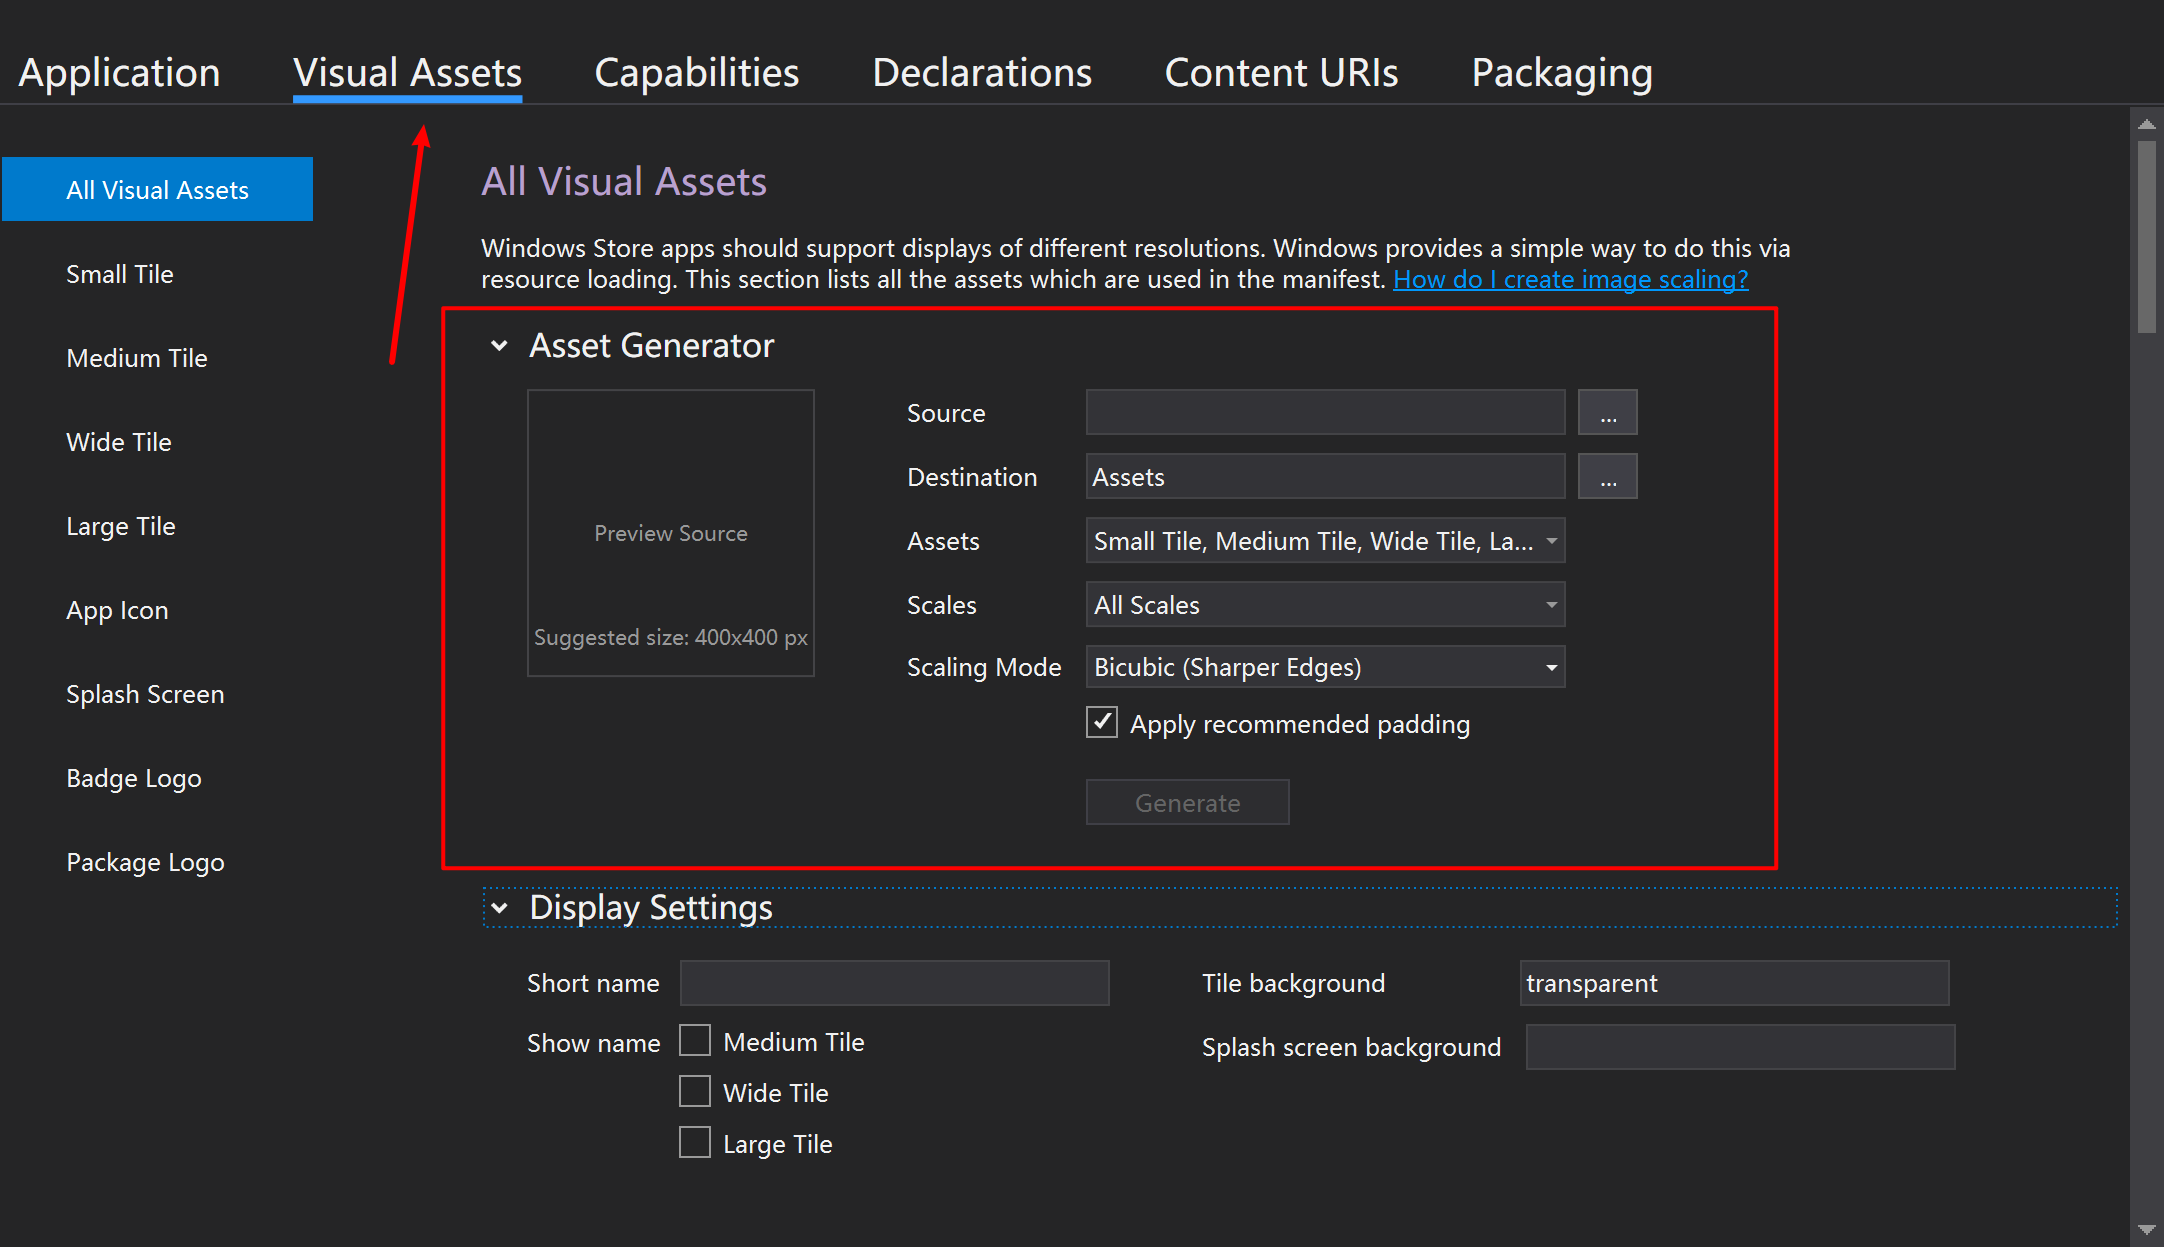 Application Visual Assets Capabilities Declarations Content URIs Packaging
All Visual Assets
Small Tile
Medium Tile
Wide Tile
Large Tile
App Icon
Splash Screen
Badge Logo
Package Logo
All Visual Assets
Windows Store apps should support displays of different resolutions. Windows provides a simple way to do this via
resource loading. This section lists all the assets which are used in the manifest. How do I create image scaling?
Asset Generator
Preview Source
Suggested size: 400x400 px
Source ...
Destination Assets ...
Assets Small Tile, Medium Tile, Wide Tile, La...
Scales All Scales
Scaling Mode Bicubic (Sharper Edges)
Apply recommended padding
Generate
Display Settings
Short name
Tile background transparent
Show name Medium Tile
Splash screen background
Wide Tile
Large Tile